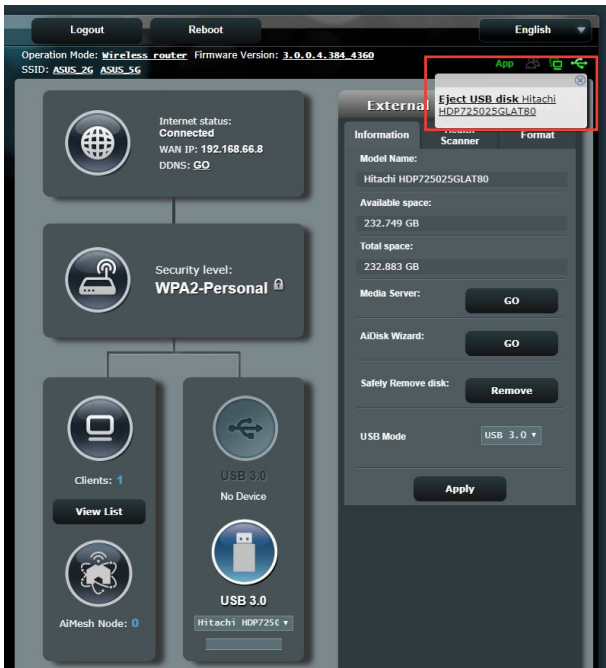 Logout Reboot English
Operation Mode: Wireless router Firmware Version: 3.0.0.4.384_4360
SSID: ASUS_2G ASUS_5G
App
Eject USB disk Hitachi
HDP725025GLAT80
External
Information
Scanner
Format
Internet status:
Connected
WAN IP: 192.168.66.8
DDNS: GO
Security level:
WPA2-Personal
Clients: 1
View List
AiMesh Node: 0
USB 3.0
No Device
USB 3.0
Hitachi HDP7250
Model Name:
Hitachi HDP725025GLAT80
Available space:
232.749 GB
Total space:
232.883 GB
Media Server: GO
AiDisk Wizard: GO
Safely Remove disk: Remove
USB Mode USB 3.0
Apply